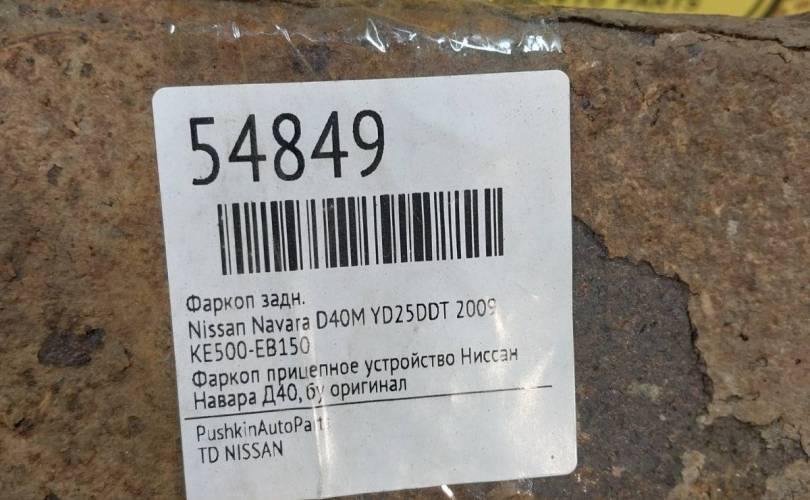 54849
Фаркоп задн.
Nissan Navara D40M YD25DDT 2009
KE500-EB150
Фаркоп прицепное устройство Ниссан
Навара Д40, бу оригинал
PushkinAutoParts
TD NISSAN